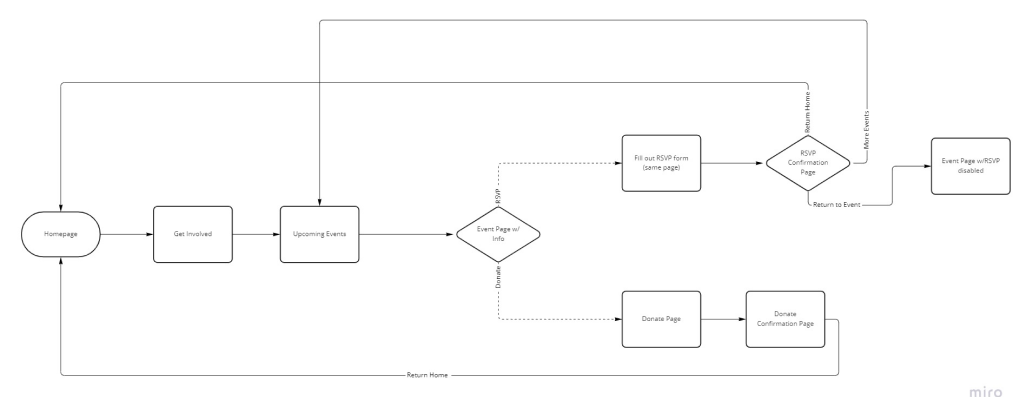 Return Home
More Events
Fill out RSVP form
(same page)
RSVP
Confirmation
Page
Event Page w/RSVP
disabled
RSVP
Return to Event
Homepage
Get Involved
Upcoming Events
Event Page w/
Info
Donate
Donate Page
Donate
Confirmation Page
Return Home
miro